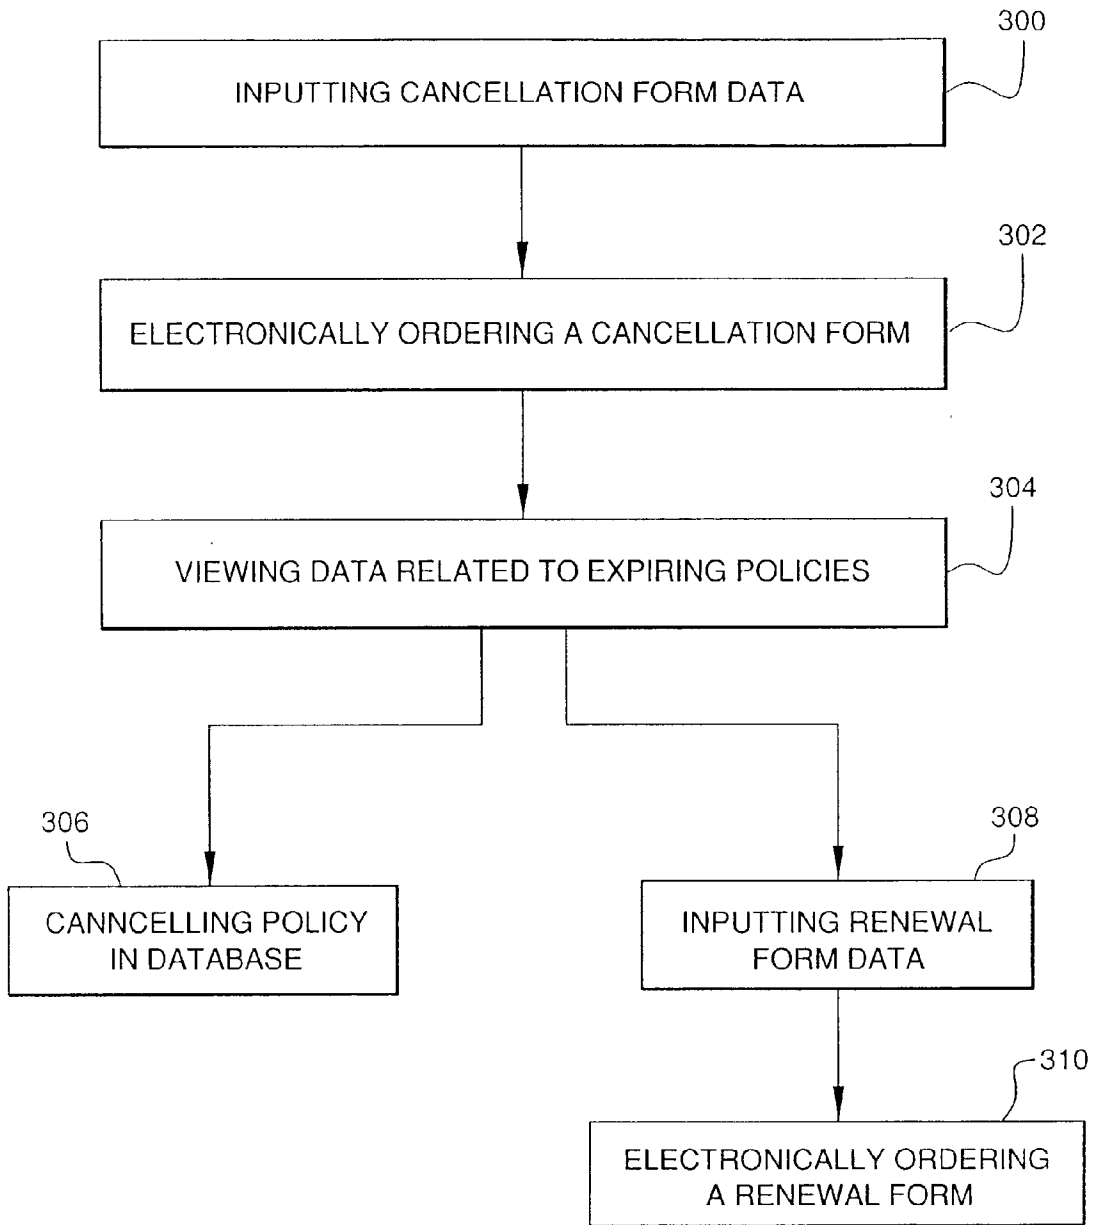 300
INPUTTING CANCELLATION FORM DATA
302
ELECTRONICALLY ORDERING A CANCELLATION FORM
304
VIEWING DATA RELATED TO EXPIRING POLICIES
306
CANNCELLING POLICY
IN DATABASE
308
INPUTTING RENEWAL
FORM DATA
310
ELECTRONICALLY ORDERING
A RENEWAL FORM